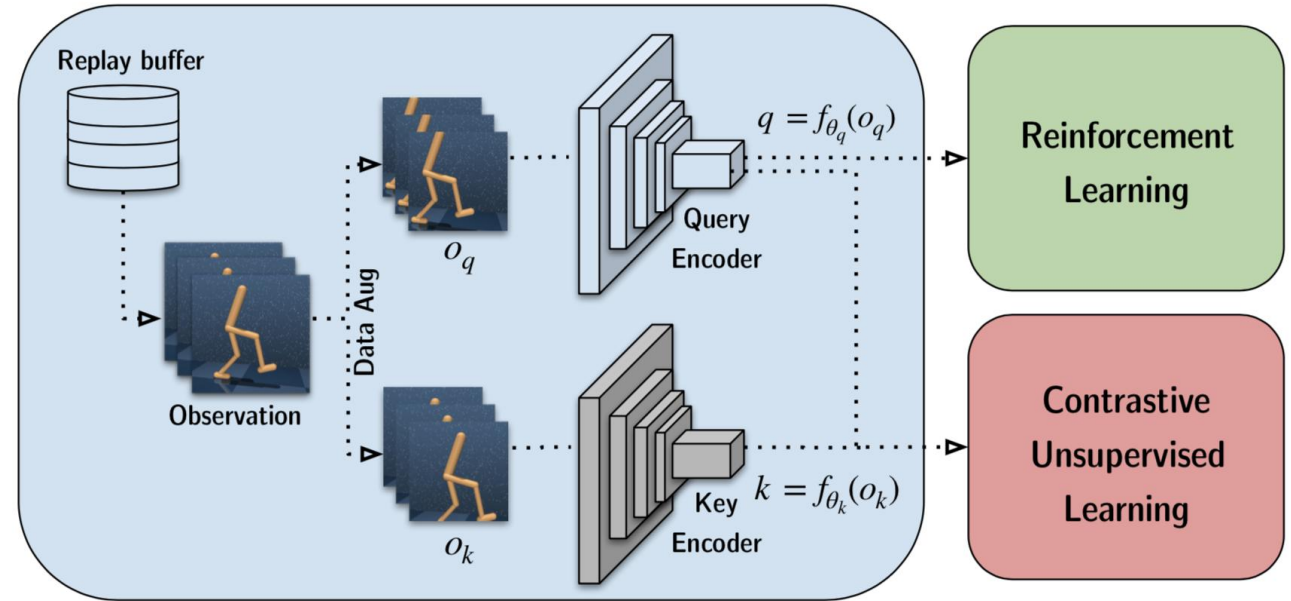 Replay buffer
Observation
Data Aug
o_q
o_k
Query
Encoder
q = f_{θ_q}(o_q)
Key
Encoder
k = f_{θ_k}(o_k)
Reinforcement
Learning
Contrastive
Unsupervised
Learning